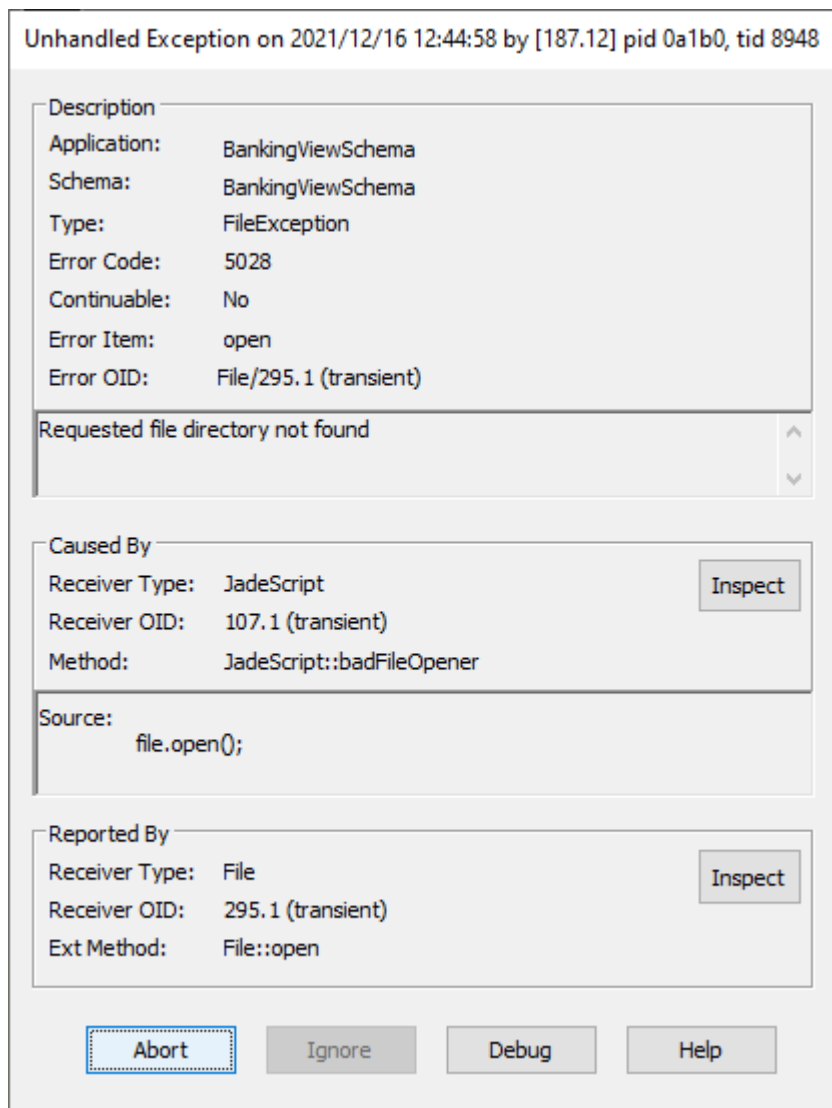 Unhandled Exception on 2021/12/16 12:44:58 by [187.12] pid 0a1b0, tid 8948
Description
Application: BankingViewSchema
Schema: BankingViewSchema
Type: FileException
Error Code: 5028
Continuable: No
Error Item: open
Error OID: File/295.1 (transient)
Requested file directory not found
Caused By
Receiver Type: JadeScript
Inspect
Receiver OID: 107.1 (transient)
Method: JadeScript::badFileOpener
Source:
file.open();
Reported By
Receiver Type: File
Inspect
Receiver OID: 295.1 (transient)
Ext Method: File::open
Abort Ignore Debug Help